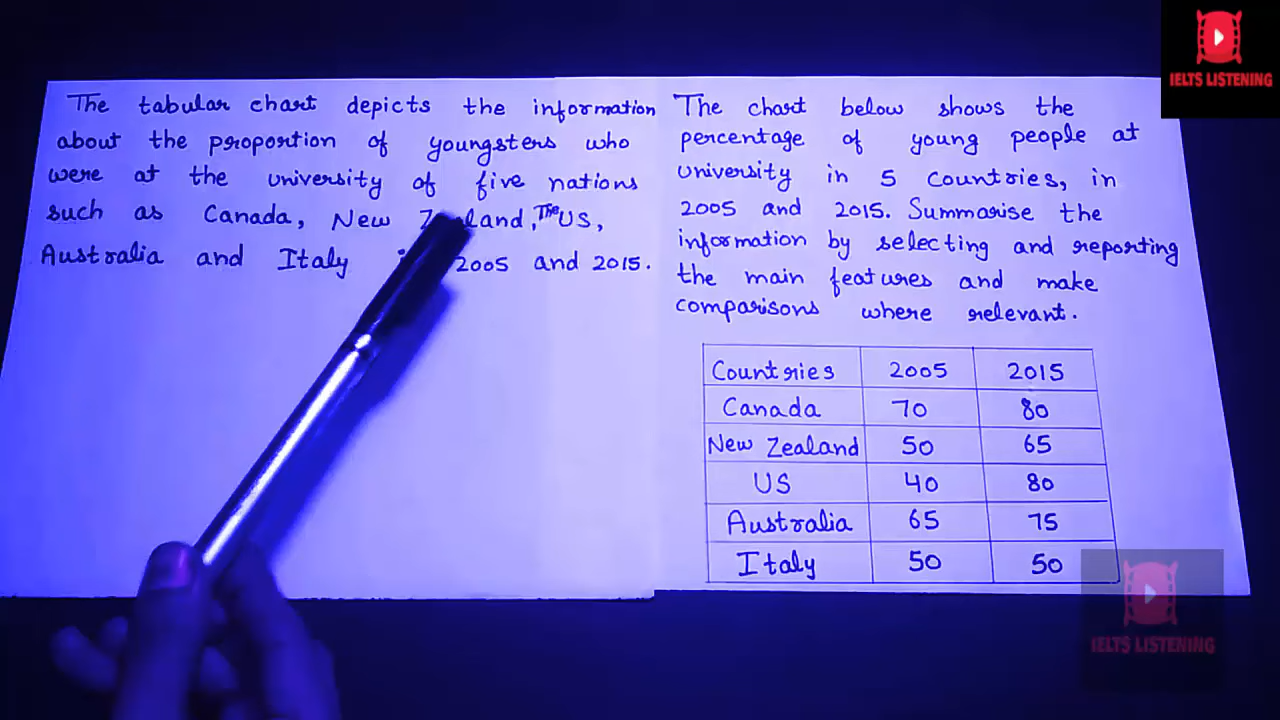 The tabular chart depicts the information
about the proportion of youngsters who
were at the university of five nations
such as Canada, New Zealand, The US,
Australia and Italy 2005 and 2015.
The chart below shows the
percentage of young people at
university in 5 Countries, in
2005 and 2015. Summarise the
information by selecting and reporting
the main features and make
comparisons where relevant.
Countries 2005 2015
Canada 70 80
New Zealand 50 65
US 40 80
Australia 65 75
Italy 50 50
IELTS LISTENING
IELTS LISTENING